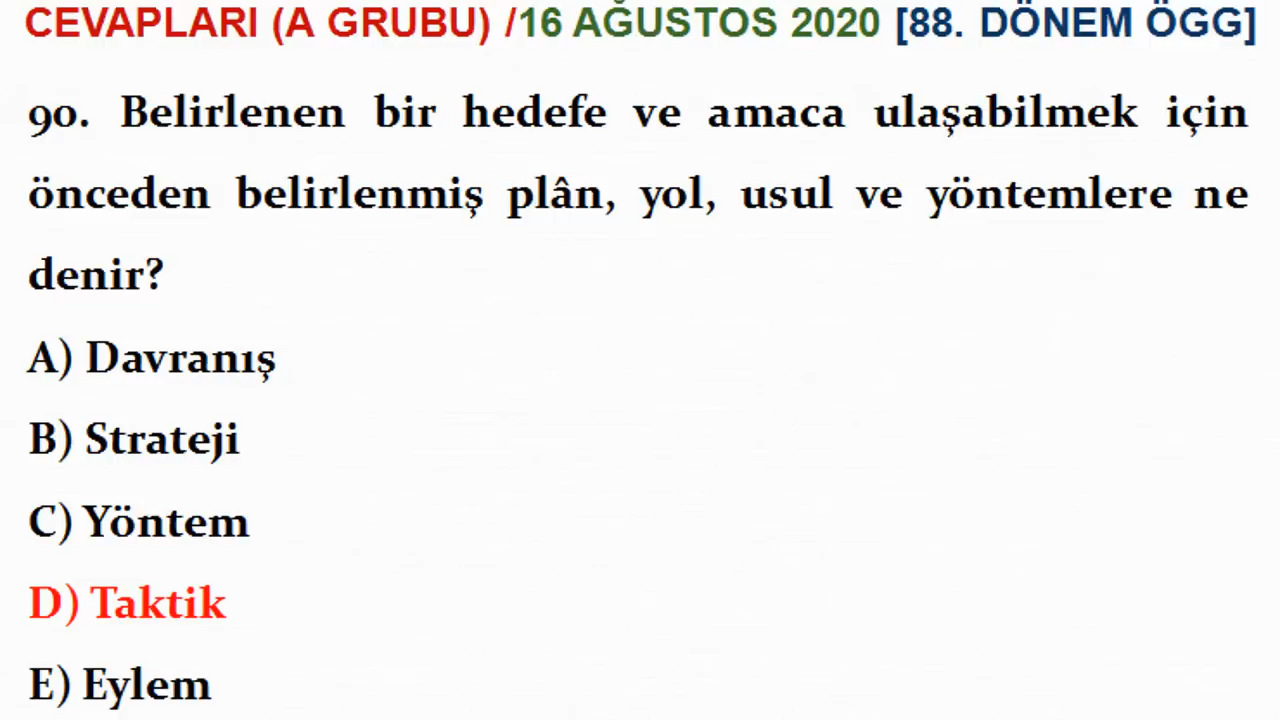 CEVAPLARI (A GRUBU) /16 AĞUSTOS 2020 [88. DÖNEM ÖGG]
90. Belirlenen bir hedefe ve amaca ulaşabilmek için
önceden belirlenmiş plân, yol, usul ve yöntemlere ne
denir?
A) Davranış
B) Strateji
C) Yöntem
D) Taktik
E) Eylem